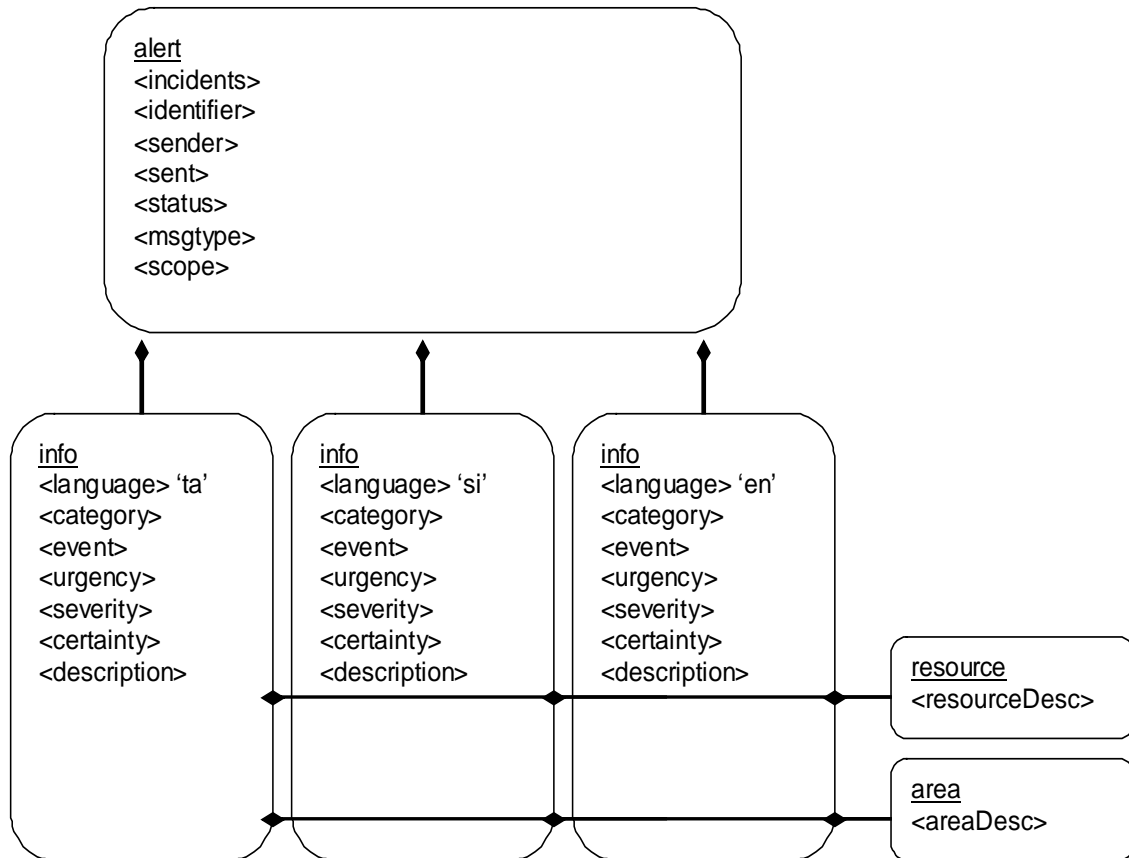 alert
<incidents>
<identifier>
<sender>
<sent>
<status>
<msgtype>
<scope>
info
<language> ‘ta’
<category>
<event>
<urgency>
<severity>
<certainty>
<description>
info
<language> ‘si’
<category>
<event>
<urgency>
<severity>
<certainty>
<description>
info
<language> ‘en’
<category>
<event>
<urgency>
<severity>
<certainty>
<description>
resource
<resourceDesc>
area
<areaDesc>